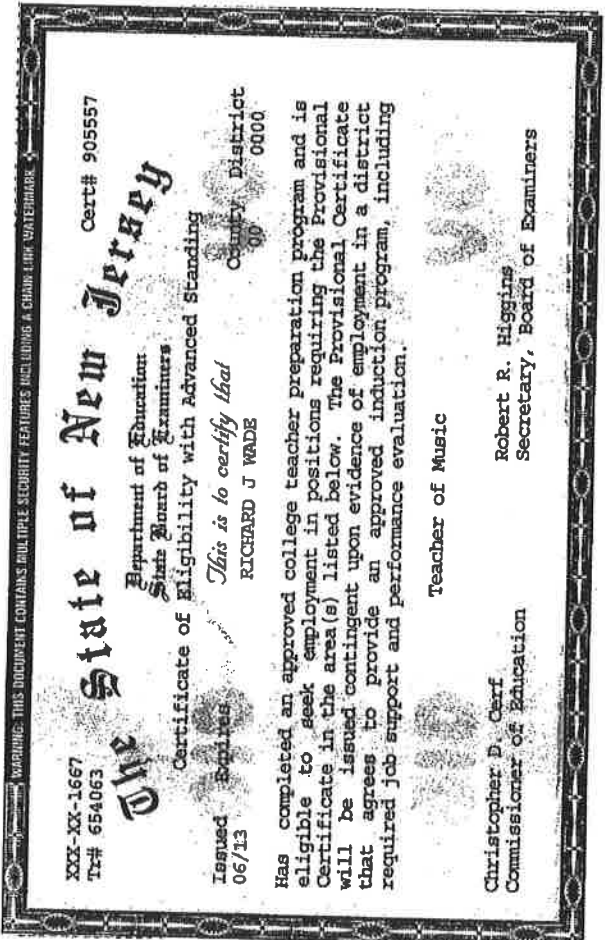 WARNING: THIS DOCUMENT CONTAINS MULTIPLE SECURITY FEATURES INCLUDING A CHAIN LINK WATERMARK
XXX-XX-1667
Tr# 654063
Cert# 905557
The State of New Jersey
Department of Education
State Board of Examiners
Certificate of Eligibility with Advanced Standing
Issued Expires
06/13
This is to certify that
RICHARD J WADE
County District
00 0000
Has completed an approved college teacher preparation program and is
eligible to seek employment in positions requiring the Provisional
Certificate in the area(s) listed below. The Provisional Certificate
will be issued contingent upon evidence of employment in a district
that agrees to provide an approved induction program, including
required job support and performance evaluation.
Teacher of Music
Christopher D. Cerf
Commissioner of Education
Robert R. Higgins
Secretary, Board of Examiners